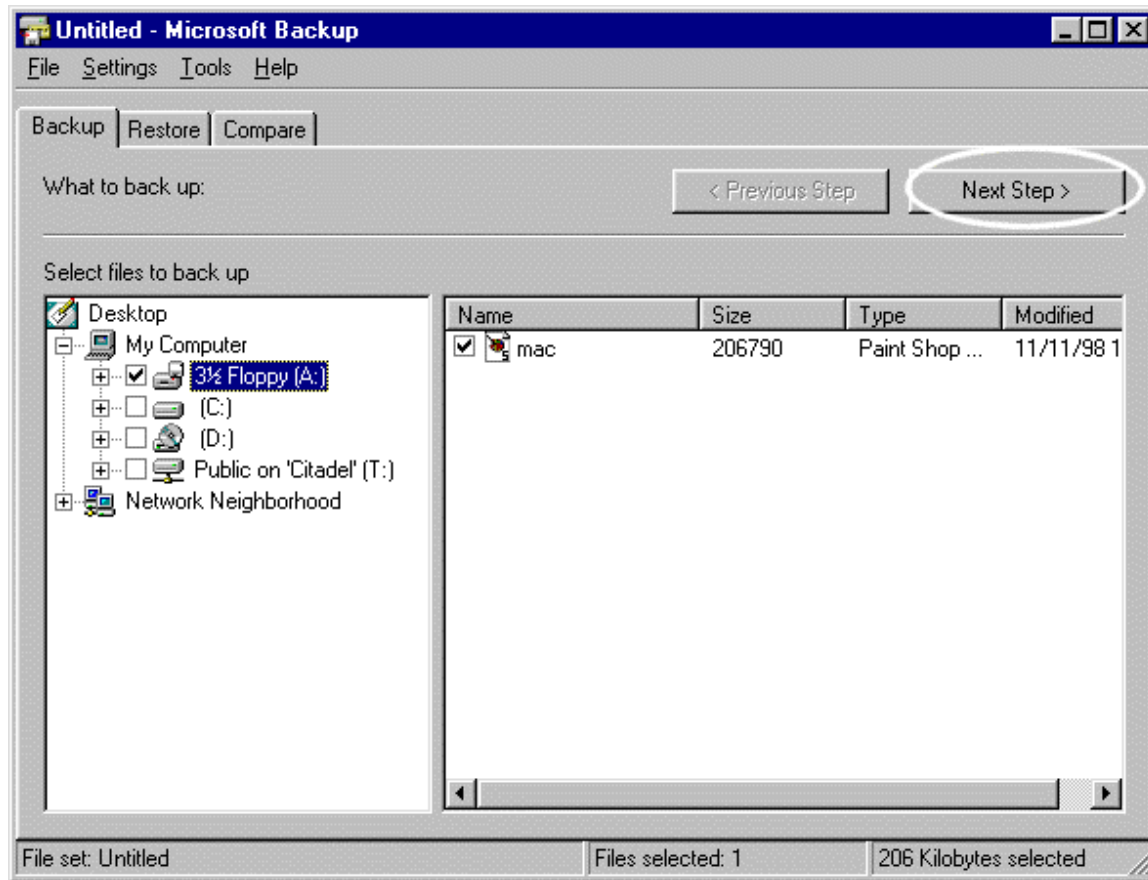 Untitled - Microsoft Backup
File Settings Tools Help
Backup Restore Compare
What to back up:
< Previous Step Next Step >
Select files to back up
Desktop
My Computer
3½ Floppy (A:)
(C:)
(D:)
Public on 'Citadel' (T:)
Network Neighborhood
Name Size Type Modified
mac 206790 Paint Shop ... 11/11/98 1
File set: Untitled Files selected: 1 206 Kilobytes selected